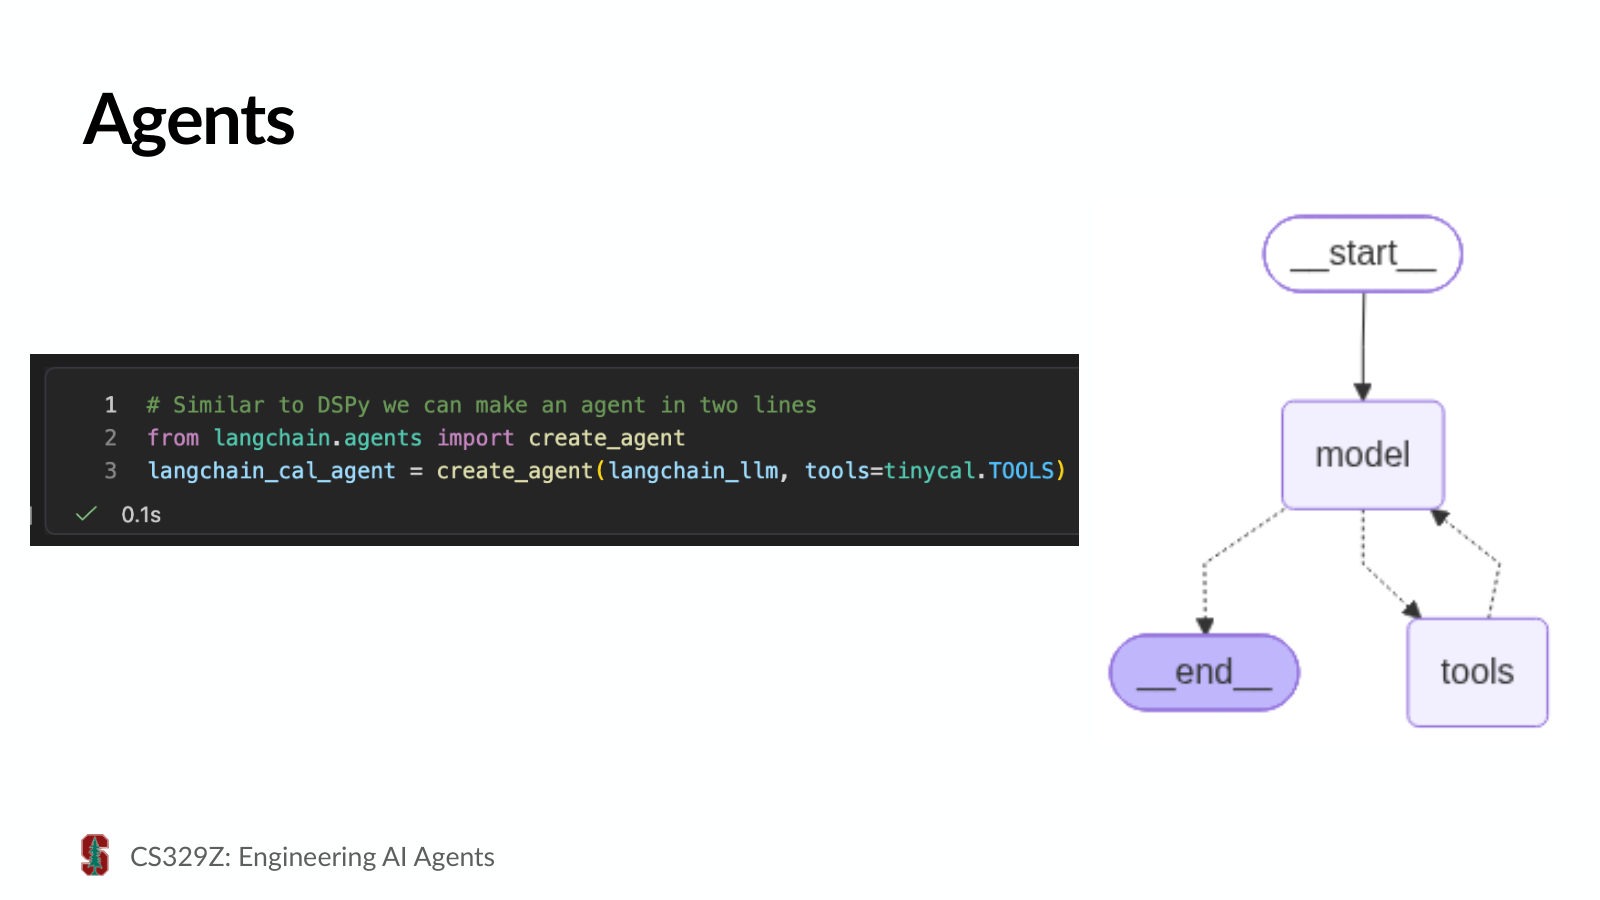 Agents
1 # Similar to DSPy we can make an agent in two lines
2 from langchain.agents import create_agent
3 langchain_cal_agent = create_agent(langchain_llm, tools=tinycal.TOOLS)
0.1s
__start__
model
__end__
tools
CS329Z: Engineering AI Agents